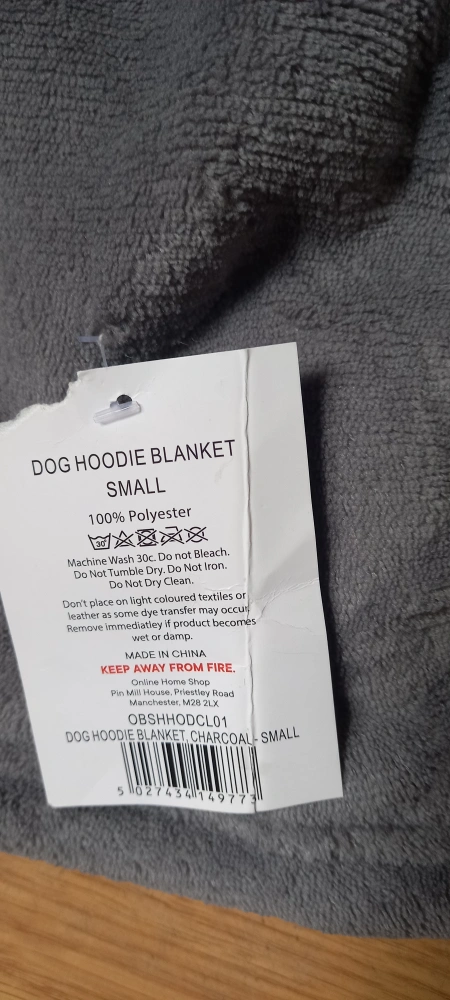 DOG HOODIE BLANKET
SMALL
100% Polyester
30°
Machine Wash 30c. Do not Bleach.
Do Not Tumble Dry. Do Not Iron.
Do Not Dry Clean.
Don't place on light coloured textiles or
leather as some dye transfer may occur.
Remove immediatley if product becomes
wet or damp.
MADE IN CHINA
KEEP AWAY FROM FIRE.
Online Home Shop
Pin Mill House, Priestley Road
Manchester, M28 2LX
OBSHHODCL01
DOG HOODIE BLANKET, CHARCOAL - SMALL
5 027434 149773